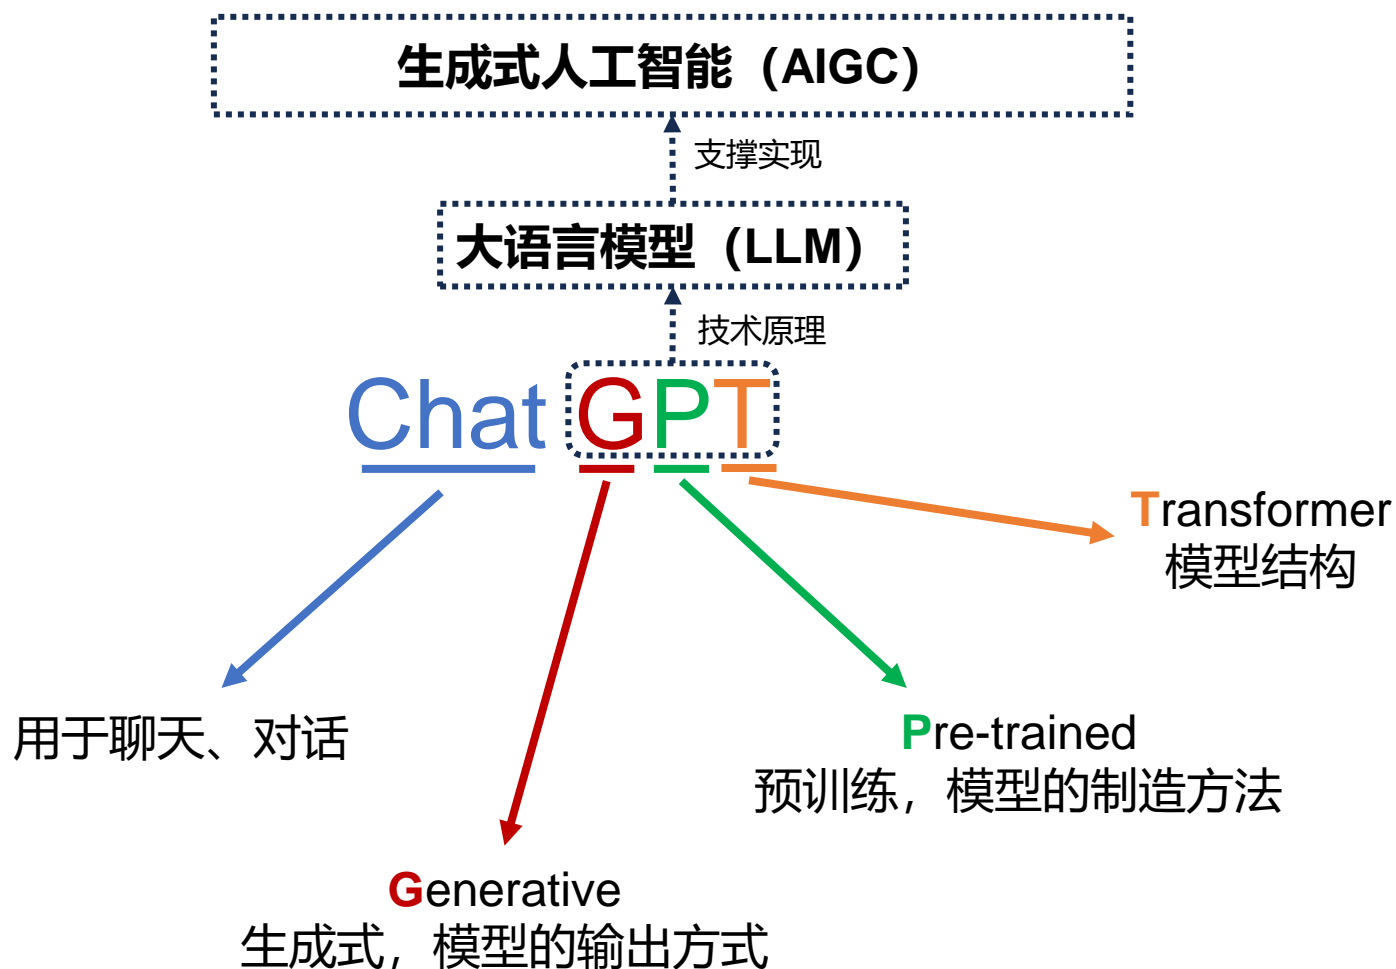 生成式人工智能（AIGC）
支撑实现
大语言模型（LLM）
技术原理
Chat GPT
Transformer
模型结构
用于聊天、对话
Pre-trained
预训练，模型的制造方法
Generative
生成式，模型的输出方式